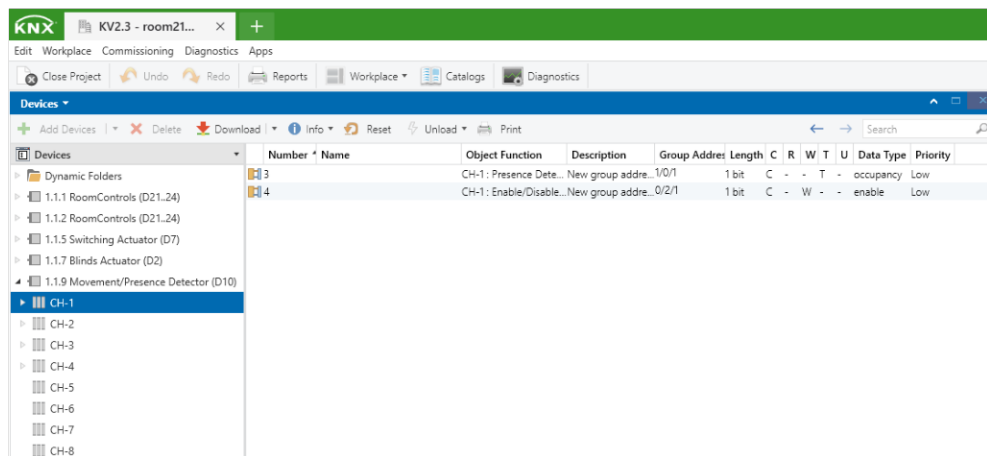 KNX KV2.3 - room21... × +
Edit Workplace Commissioning Diagnostics Apps
Close Project Undo Redo Reports Workplace Catalogs Diagnostics
Devices
Add Devices Delete Download Info Reset Unload Print Search
Devices Number Name Object Function Description Group Addres Length C R W T U Data Type Priority
Dynamic Folders 3 CH-1: Presence Dete... New group addre... 1/0/1 1 bit C - - T - occupancy Low
1.1.1 RoomControls (D21..24) 4 CH-1: Enable/Disable... New group addre... 0/2/1 1 bit C - W - - enable Low
1.1.2 RoomControls (D21..24)
1.1.5 Switching Actuator (D7)
1.1.7 Blinds Actuator (D2)
1.1.9 Movement/Presence Detector (D10)
CH-1
CH-2
CH-3
CH-4
CH-5
CH-6
CH-7
CH-8